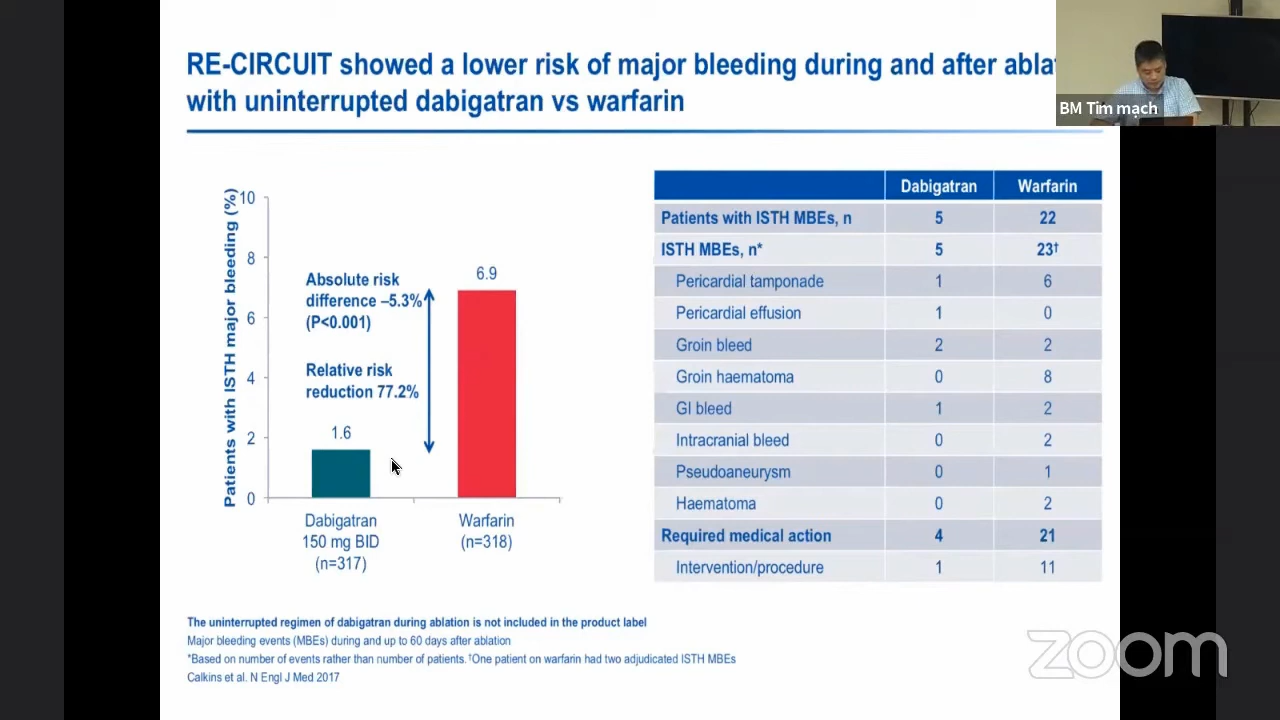 RE-CIRCUIT showed a lower risk of major bleeding during and after abla
with uninterrupted dabigatran vs warfarin
BM Tim mạch
Patients with ISTH major bleeding (%)
10
8
6
4
2
0
Absolute risk
difference –5.3%
(P<0.001)
Relative risk
reduction 77.2%
1.6
6.9
Dabigatran
150 mg BID
(n=317)
Warfarin
(n=318)
Dabigatran Warfarin
Patients with ISTH MBEs, n 5 22
ISTH MBEs, n* 5 23†
Pericardial tamponade 1 6
Pericardial effusion 1 0
Groin bleed 2 2
Groin haematoma 0 8
GI bleed 1 2
Intracranial bleed 0 2
Pseudoaneurysm 0 1
Haematoma 0 2
Required medical action 4 21
Intervention/procedure 1 11
The uninterrupted regimen of dabigatran during ablation is not included in the product label
Major bleeding events (MBEs) during and up to 60 days after ablation
*Based on number of events rather than number of patients.†One patient on warfarin had two adjudicated ISTH MBEs
Calkins et al. N Engl J Med 2017
zoom